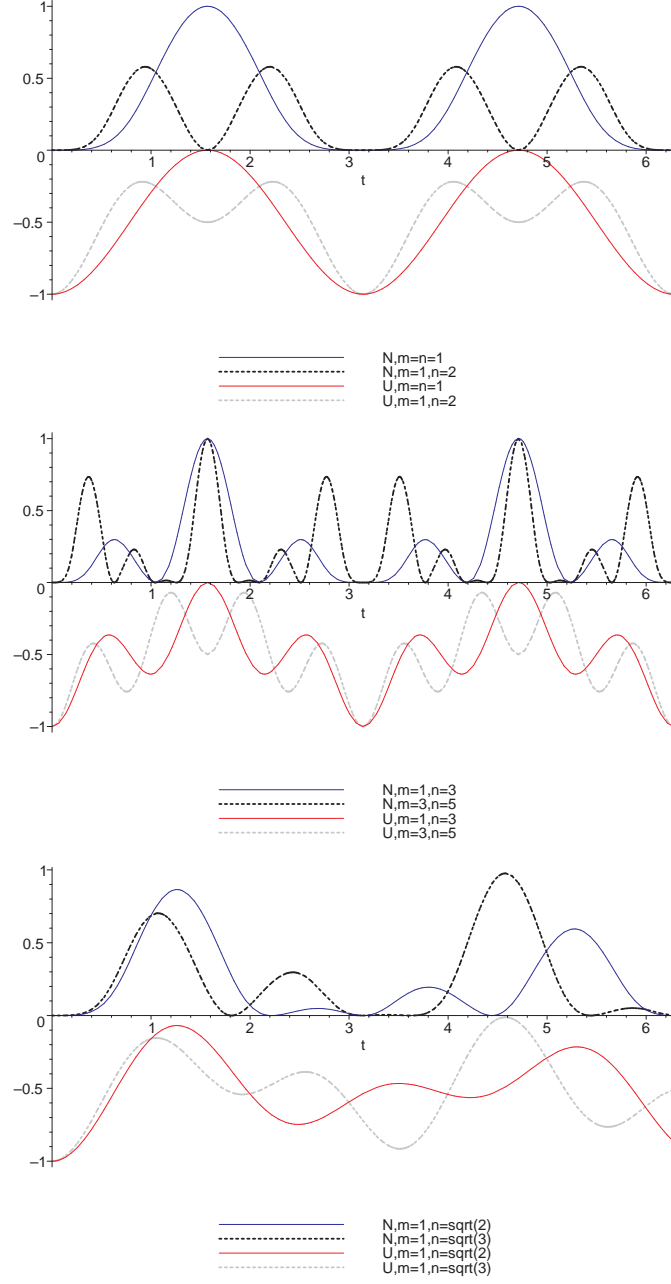 1
0.5
0
1 2 3 4 5 6
t
–0.5
–1
N,m=n=1
N,m=1,n=2
U,m=n=1
U,m=1,n=2
1
0.5
0
1 2 3 4 5 6
t
–0.5
–1
N,m=1,n=3
N,m=3,n=5
U,m=1,n=3
U,m=3,n=5
1
0.5
0
1 2 3 4 5 6
t
–0.5
–1
N,m=1,n=sqrt(2)
N,m=1,n=sqrt(3)
U,m=1,n=sqrt(2)
U,m=1,n=sqrt(3)